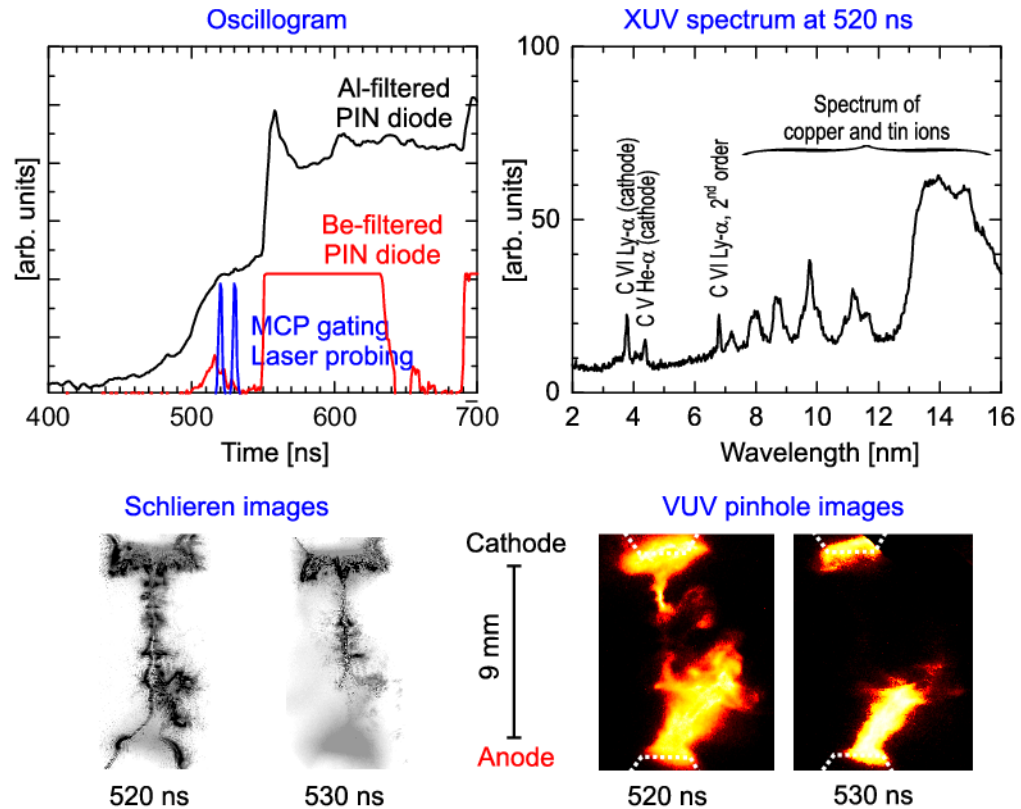 Oscillogram
[arb. units]
Al-filtered
PIN diode
Be-filtered
PIN diode
MCP gating
Laser probing
400
500
600
700
Time [ns]
XUV spectrum at 520 ns
[arb. units]
100
50
0
Spectrum of
copper and tin ions
C VI Ly-α (cathode)
C V He-α (cathode)
C VI Ly-α, 2nd order
2
4
6
8
10
12
14
16
Wavelength [nm]
Schlieren images
520 ns
530 ns
Cathode
9 mm
Anode
VUV pinhole images
520 ns
530 ns